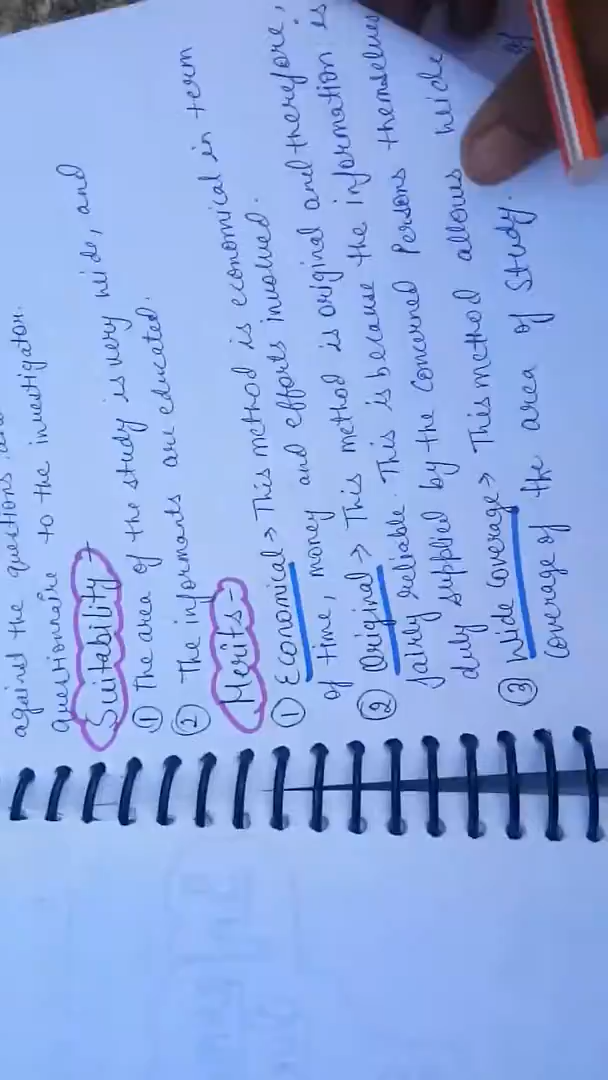 against the questions and
questionnaire to the investigator.
Suitability →
① The area of the study is very wide, and
② The informants are educated.
Merits:-
① Economical → This method is economical in term
of time, money and efforts involved.
② Original → This method is original and therefore,
fairly reliable. This is because the information is
duly supplied by the concerned Persons themselves
③ Wide Coverage → This method allows wide
coverage of the area of study.
of